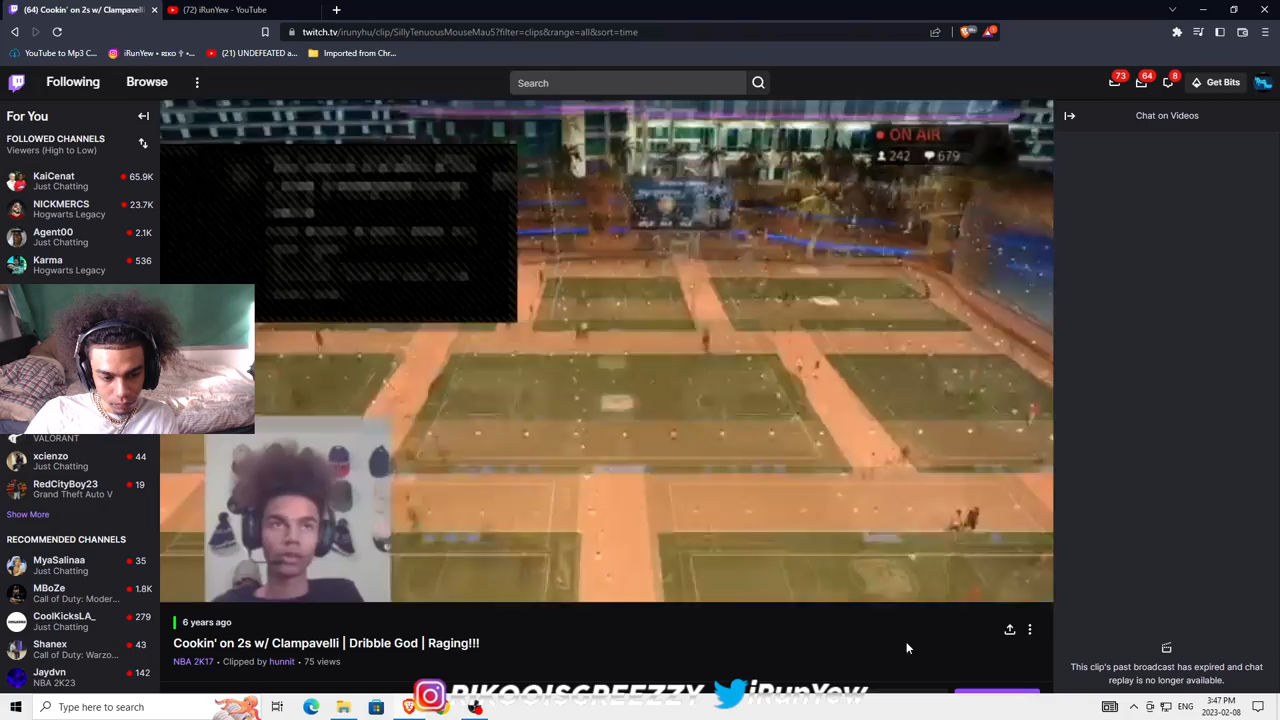 (64) Cookin' on 2s w/ Clampavelli
(72) iRunYew - YouTube
twitch.tv/irunyhu/clip/SillyTenuousMouseMau5?filter=clips&range=all&sort=time
YouTube to Mp3 C...
(21) UNDEFEATED a...
Imported from Chr...
Following
Browse
Search
73
64
8
Get Bits
For You
FOLLOWED CHANNELS
Viewers (High to Low)
KaiCenat
65.9K
Just Chatting
NICKMERCS
23.7K
Hogwarts Legacy
Agent00
2.1K
Just Chatting
Karma
536
Hogwarts Legacy
VALORANT
xcienzo
44
Just Chatting
RedCityBoy23
19
Grand Theft Auto V
Show More
RECOMMENDED CHANNELS
MyaSalinaa
35
Just Chatting
MBoZe
1.8K
Call of Duty: Moder...
CoolKicksLA_
279
Just Chatting
Shanex
43
Call of Duty: Warzo...
Jaydvn
142
NBA 2K23
ON AIR
242 679
Chat on Videos
6 years ago
Cookin' on 2s w/ Clampavelli | Dribble God | Raging!!!
NBA 2K17 • Clipped by hunnit • 75 views
This clip's past broadcast has expired and chat
replay is no longer available.
RIKOOISGREEZZY
iRunYew
Type here to search
ENG
3:47 PM
2023-02-08